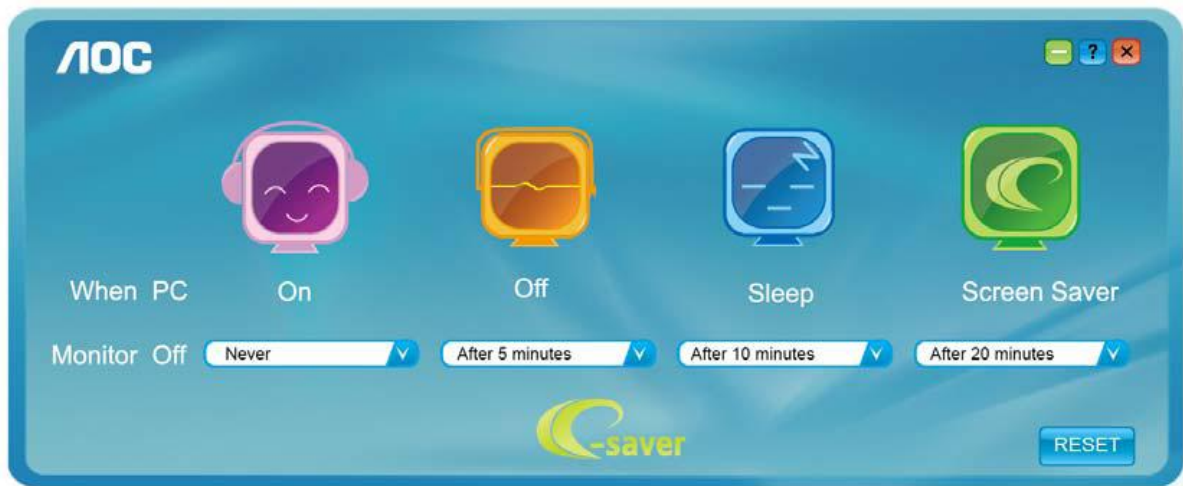 AOC
?
When PC On Off Sleep Screen Saver
Monitor Off Never After 5 minutes After 10 minutes After 20 minutes
e-saver
RESET